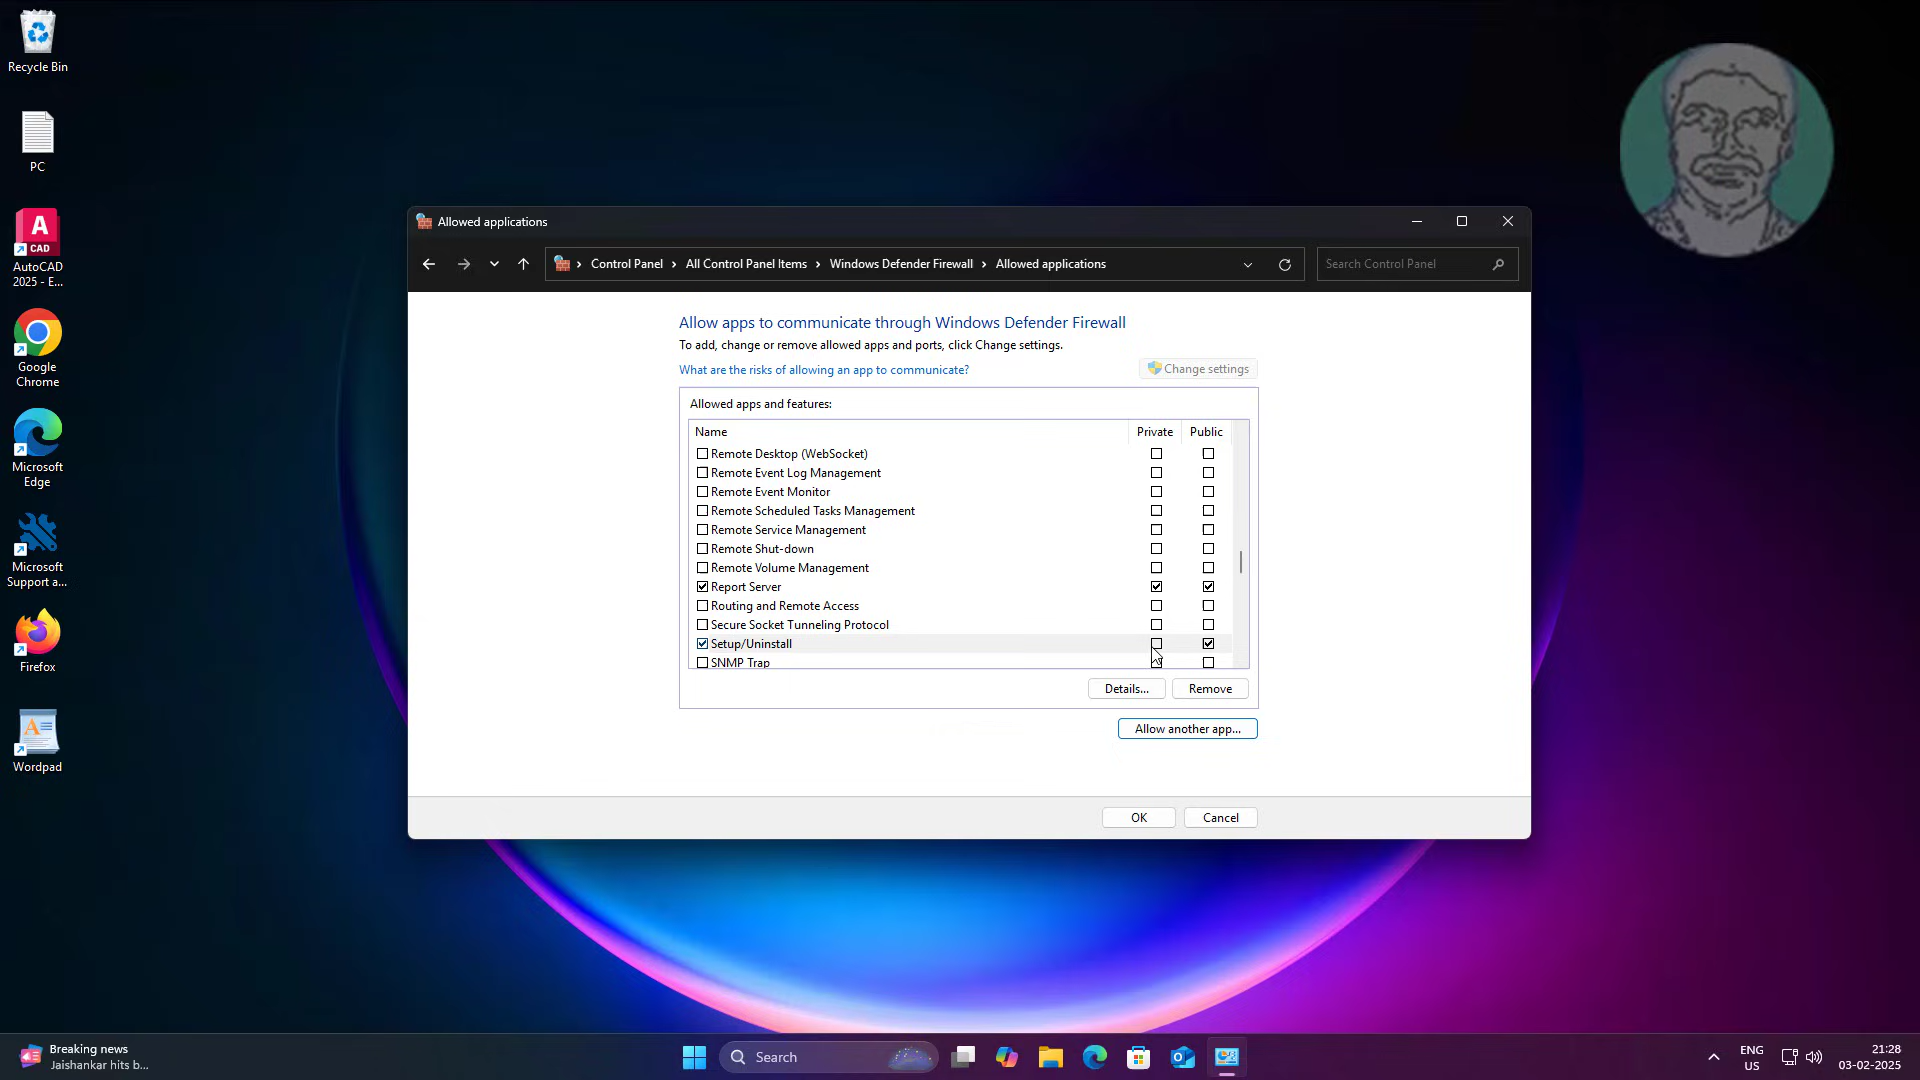 Recycle Bin
PC
A
CAD
AutoCAD
2025 - E...
Google
Chrome
Microsoft
Edge
Microsoft
Support a...
Firefox
Wordpad
Allowed applications
Control Panel
All Control Panel Items
Windows Defender Firewall
Allowed applications
Search Control Panel
Allow apps to communicate through Windows Defender Firewall
To add, change or remove allowed apps and ports, click Change settings.
What are the risks of allowing an app to communicate?
Change settings
Allowed apps and features:
Name Private Public
Remote Desktop (WebSocket)
Remote Event Log Management
Remote Event Monitor
Remote Scheduled Tasks Management
Remote Service Management
Remote Shut-down
Remote Volume Management
Report Server
Routing and Remote Access
Secure Socket Tunneling Protocol
Setup/Uninstall
SNMP Trap
Details... Remove
Allow another app...
OK Cancel
Breaking news
Jaishankar hits b...
Search
ENG
US
21:28
03-02-2025